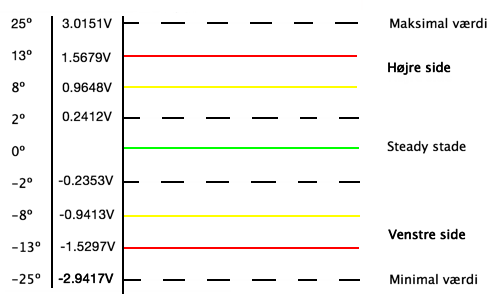 25º 3.0151V Maksimal værdi
13º 1.5679V
Højre side
8º 0.9648V
2º 0.2412V
0º Steady stade
-2º -0.2353V
-8º -0.9413V
Venstre side
-13º -1.5297V
-25º -2.9417V Minimal værdi